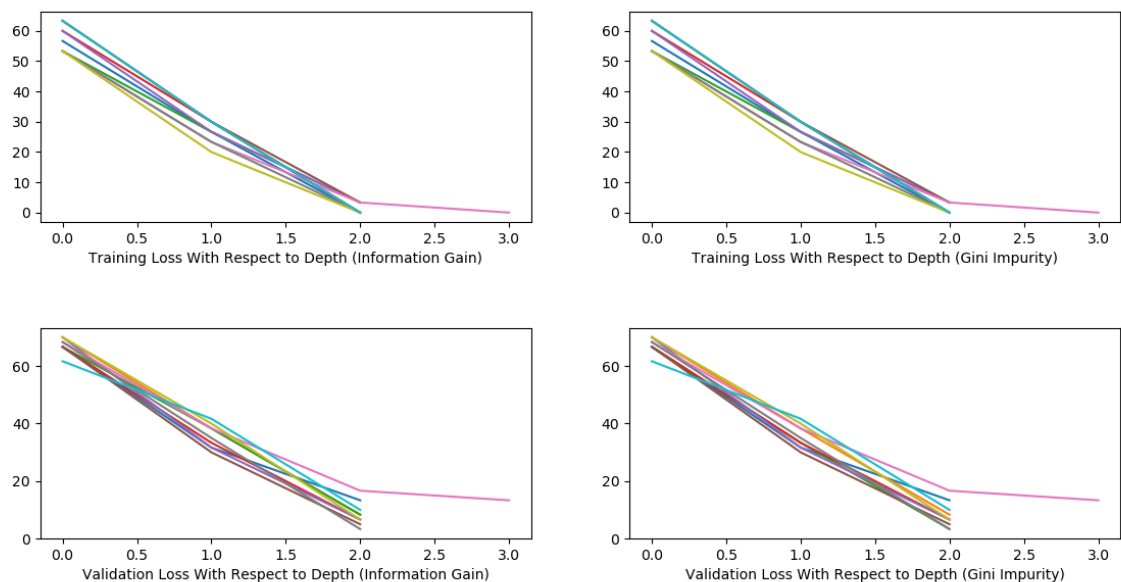 60
50
40
30
20
10
0
0.0 0.5 1.0 1.5 2.0 2.5 3.0
Training Loss With Respect to Depth (Information Gain)
60
50
40
30
20
10
0
0.0 0.5 1.0 1.5 2.0 2.5 3.0
Training Loss With Respect to Depth (Gini Impurity)
60
40
20
0
0.0 0.5 1.0 1.5 2.0 2.5 3.0
Validation Loss With Respect to Depth (Information Gain)
60
40
20
0
0.0 0.5 1.0 1.5 2.0 2.5 3.0
Validation Loss With Respect to Depth (Gini Impurity)